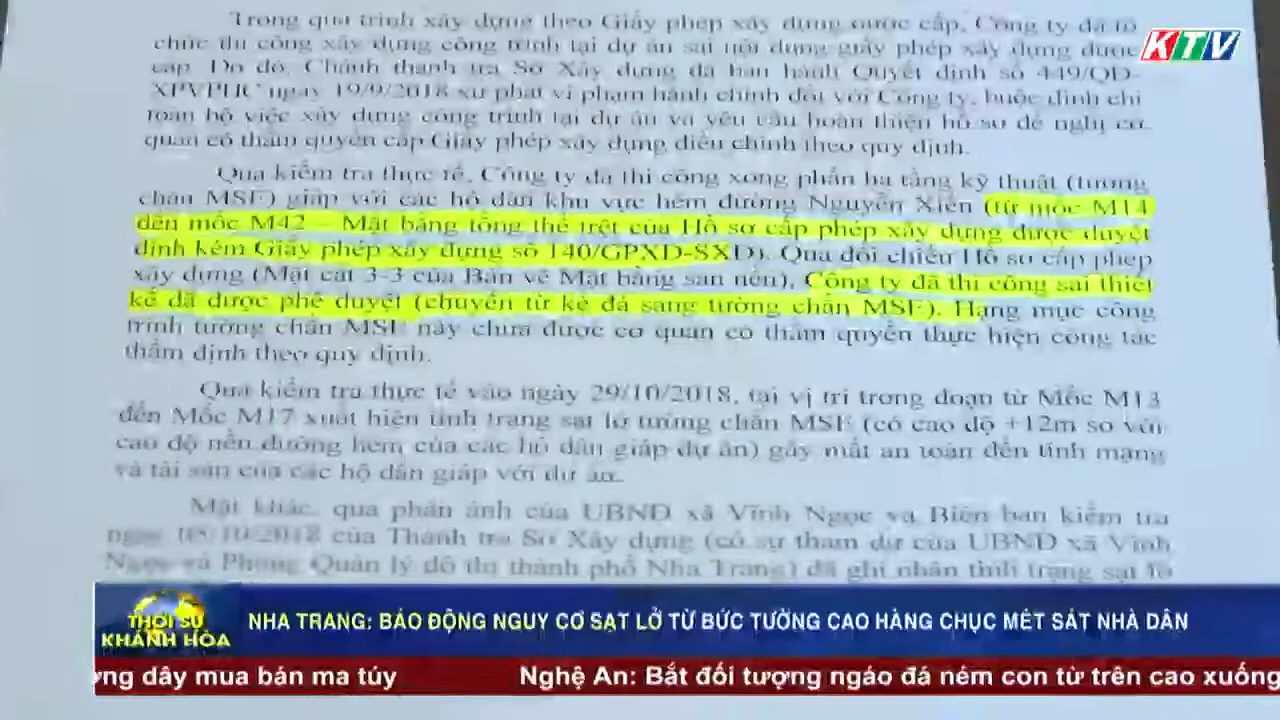 Trong quá trình xây dựng theo Giấy phép xây dựng được cấp, Công ty đã tổ
chức thi công xây dựng công trình tại dự án sai nội dung giấy phép xây dựng được
cấp. Do đó, Chánh thanh tra Sở Xây dựng đã ban hành Quyết định số 449/QĐ-
XPVPHC ngày 19/9/2018 xử phạt vi phạm hành chính đối với Công ty, buộc đình chỉ
toàn bộ việc xây dựng công trình tại dự án và yêu cầu hoàn thiện hồ sơ đề nghị cơ
quan có thẩm quyền cấp Giấy phép xây dựng điều chỉnh theo quy định.
Qua kiểm tra thực tế, Công ty đã thi công xong phần hạ tầng kỹ thuật (tường
chắn MSE) giáp với các hộ dân khu vực hẻm đường Nguyễn Xiển (từ mốc M14
đến mốc M42 – Mặt bằng tổng thể trệt của Hồ sơ cấp phép xây dựng được duyệt
đính kèm Giấy phép xây dựng số 140/GPXD-SXD). Qua đối chiếu Hồ sơ cấp phép
xây dựng (Mặt cắt 3-3 của Bản vẽ Mặt bằng san nền), Công ty đã thi công sai thiết
kế đã được phê duyệt (chuyển từ kè đá sang tường chắn MSE). Hạng mục công
trình tường chắn MSE này chưa được cơ quan có thẩm quyền thực hiện công tác
thẩm định theo quy định.
Qua kiểm tra thực tế vào ngày 29/10/2018, tại vị trí trong đoạn từ Mốc M13
đến Mốc M17 xuất hiện tình trạng sạt lở tường chắn MSE (có cao độ +12m so với
cao độ nền đường hẻm của các hộ dân giáp dự án) gây mất an toàn đến tính mạng
và tài sản của các hộ dân giáp với dự án.
Mặt khác, qua phản ánh của UBND xã Vĩnh Ngọc và Biên bản kiểm tra
ngày 08/10/2018 của Thanh tra Sở Xây dựng (có sự tham dự của UBND xã Vĩnh
Ngọc và Phòng Quản lý đô thị thành phố Nha Trang) đã ghi nhận tình trạng sạt lở
KTV
THỜI SỰ
KHÁNH HÒA
NHA TRANG: BÁO ĐỘNG NGUY CƠ SẠT LỞ TỪ BỨC TƯỜNG CAO HÀNG CHỤC MÉT SÁT NHÀ DÂN
ờng dây mua bán ma túy Nghệ An: Bắt đối tượng ngáo đá ném con từ trên cao xuống